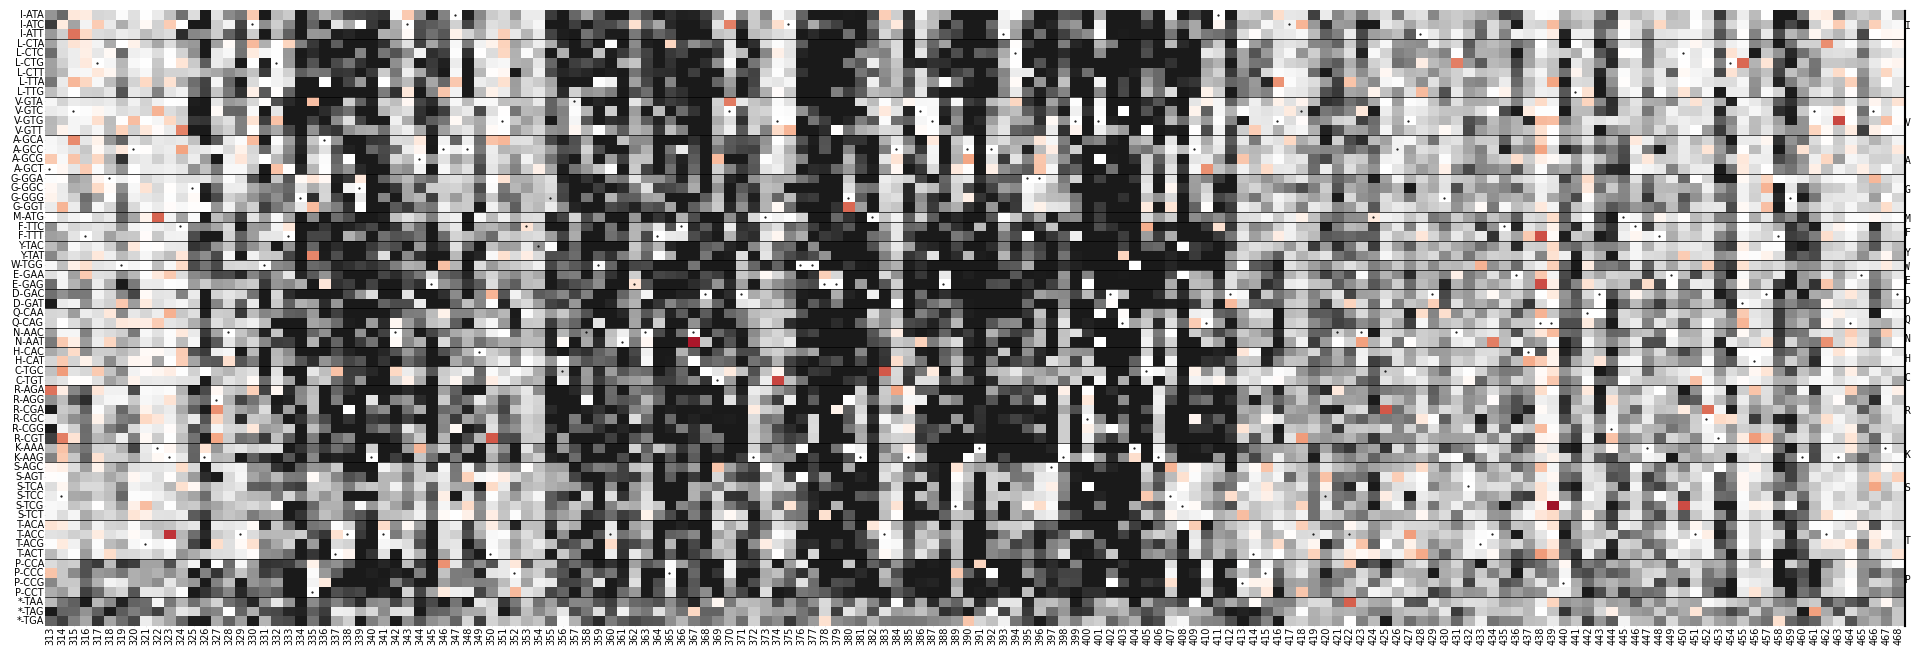 I-ATA
I-ATC
I-ATT
L-CTA
L-CTC
L-CTG
L-CTT
L-TTA
L-TTG
V-GTA
V-GTC
V-GTG
V-GTT
A-GCA
A-GCC
A-GCG
A-GCT
G-GGA
G-GGC
G-GGG
G-GGT
M-ATG
F-TTC
F-TTT
Y-TAC
Y-TAT
W-TGG
E-GAA
E-GAG
D-GAC
D-GAT
Q-CAA
Q-CAG
N-AAC
N-AAT
H-CAC
H-CAT
C-TGC
C-TGT
R-AGA
R-AGG
R-CGA
R-CGC
R-CGG
R-CGT
K-AAA
K-AAG
S-AGC
S-AGT
S-TCA
S-TCC
S-TCG
S-TCT
T-ACA
T-ACC
T-ACG
T-ACT
P-CCA
P-CCC
P-CCG
P-CCT
*-TAA
*-TAG
*-TGA
I
L
V
A
G
M
F
Y
W
E
D
Q
N
H
C
R
K
S
T
P
313 314 315 316 317 318 319 320 321 322 323 324 325 326 327 328 329 330 331 332 333 334 335 336 337 338 339 340 341 342 343 344 345 346 347 348 349 350 351 352 353 354 355 356 357 358 359 360 361 362 363 364 365 366 367 368 369 370 371 372 373 374 375 376 377 378 379 380 381 382 383 384 385 386 387 388 389 390 391 392 393 394 395 396 397 398 399 400 401 402 403 404 405 406 407 408 409 410 411 412 413 414 415 416 417 418 419 420 421 422 423 424 425 426 427 428 429 430 431 432 433 434 435 436 437 438 439 440 441 442 443 444 445 446 447 448 449 450 451 452 453 454 455 456 457 458 459 460 461 462 463 464 465 466 467 468